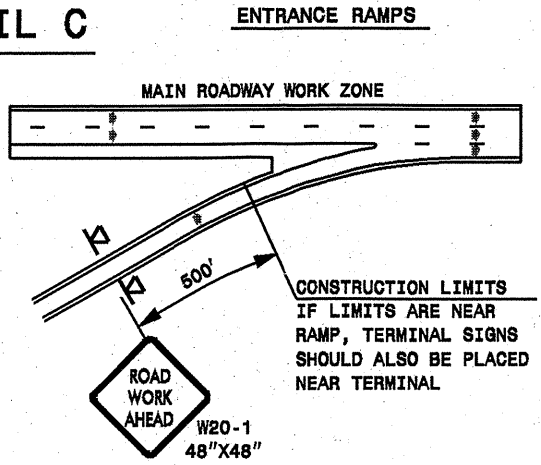 IL C
ENTRANCE RAMPS
MAIN ROADWAY WORK ZONE
500'
CONSTRUCTION LIMITS
IF LIMITS ARE NEAR
RAMP, TERMINAL SIGNS
SHOULD ALSO BE PLACED
NEAR TERMINAL
ROAD
WORK
AHEAD
W20-1
48"X48"